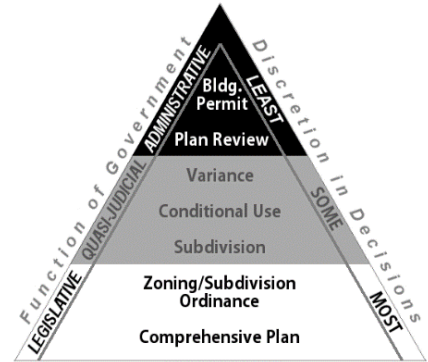 Function of Government
Discretion in Decisions
ADMINISTRATIVE
LEAST
Bldg.
Permit
Plan Review
QUASI-JUDICIAL
SOME
Variance
Conditional Use
Subdivision
LEGISLATIVE
MOST
Zoning/Subdivision
Ordinance
Comprehensive Plan